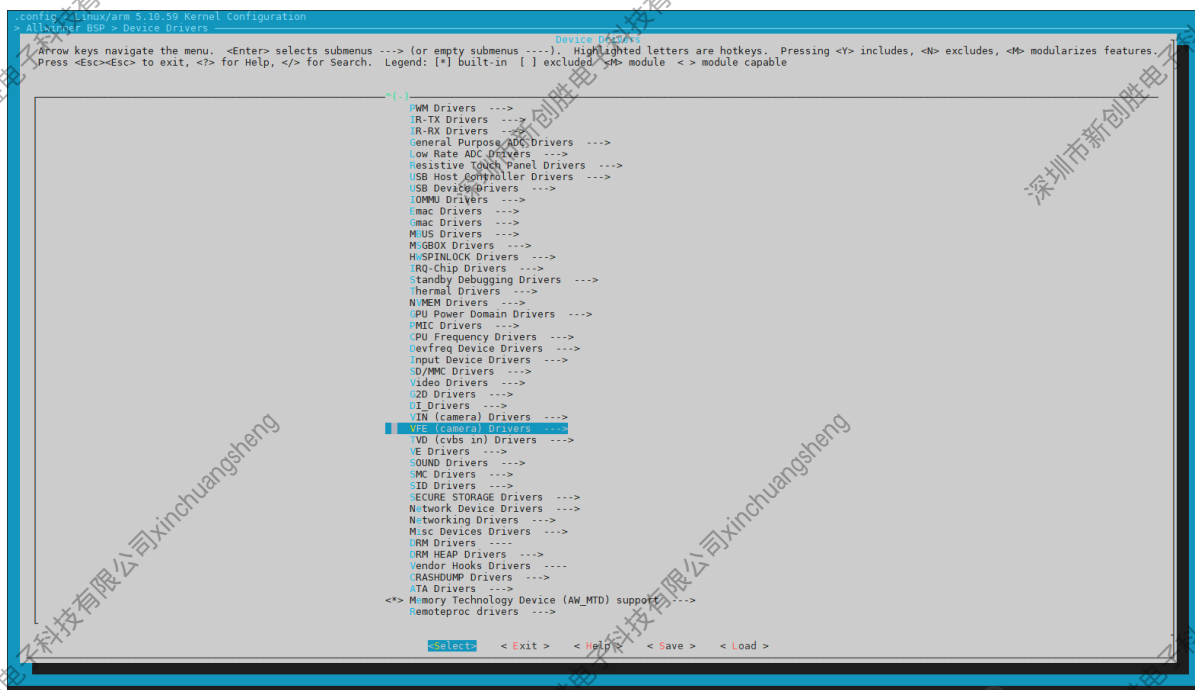 .config - Linux/arm 5.10.59 Kernel Configuration
> Allwinner BSP > Device Drivers
Device Drivers
Arrow keys navigate the menu.  <Enter> selects submenus ---> (or empty submenus ----).  Highlighted letters are hotkeys.  Pressing <Y> includes, <N> excludes, <M> modularizes features.
Press <Esc><Esc> to exit, <?> for Help, </> for Search.  Legend: [*] built-in  [ ] excluded  <M> module  < > module capable
^(-)
PWM Drivers  --->
IR-TX Drivers  --->
IR-RX Drivers  --->
General Purpose ADC Drivers  --->
Low Rate ADC Drivers  --->
Resistive Touch Panel Drivers  --->
USB Host Controller Drivers  --->
USB Device Drivers  --->
IOMMU Drivers  --->
Emac Drivers  --->
Gmac Drivers  --->
MBUS Drivers  --->
MSGBOX Drivers  --->
HWSPINLOCK Drivers  --->
IRQ-Chip Drivers  --->
Standby Debugging Drivers  --->
Thermal Drivers  --->
NVMEM Drivers  --->
GPU Power Domain Drivers  --->
PMIC Drivers  --->
CPU Frequency Drivers  --->
Devfreq Device Drivers  --->
Input Device Drivers  --->
SD/MMC Drivers  --->
Video Drivers  --->
G2D Drivers  --->
DI_Drivers  --->
VIN (camera) Drivers  --->
VFE (camera) Drivers  --->
TVD (cvbs in) Drivers  --->
VE Drivers  --->
SOUND Drivers  --->
SMC Drivers  --->
SID Drivers  --->
SECURE STORAGE Drivers  --->
Network Device Drivers  --->
Networking Drivers  --->
Misc Devices Drivers  --->
DRM Drivers  ----
DRM HEAP Drivers  --->
Vendor Hooks Drivers  ----
CRASHDUMP Drivers  --->
ATA Drivers  --->
<*> Memory Technology Device (AW_MTD) support  --->
Remoteproc drivers  --->
<Select>    < Exit >    < Help >    < Save >    < Load >
深圳市新创胜电子科技有限公司xinchuangsheng
深圳市新创胜电子科技有限公司xinchuangsheng